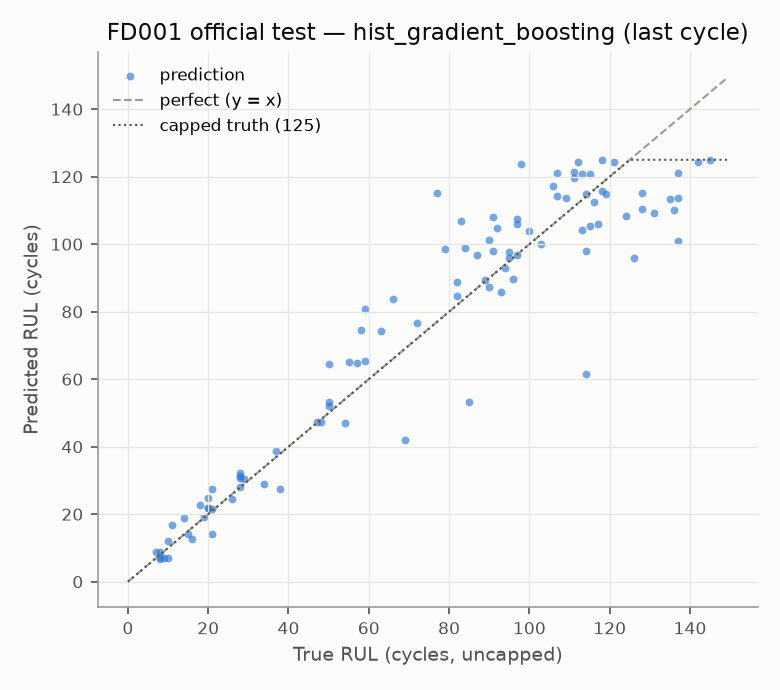 FD001 official test — hist_gradient_boosting (last cycle)
prediction
perfect (y = x)
capped truth (125)
Predicted RUL (cycles)
140
120
100
80
60
40
20
0
0 20 40 60 80 100 120 140
True RUL (cycles, uncapped)